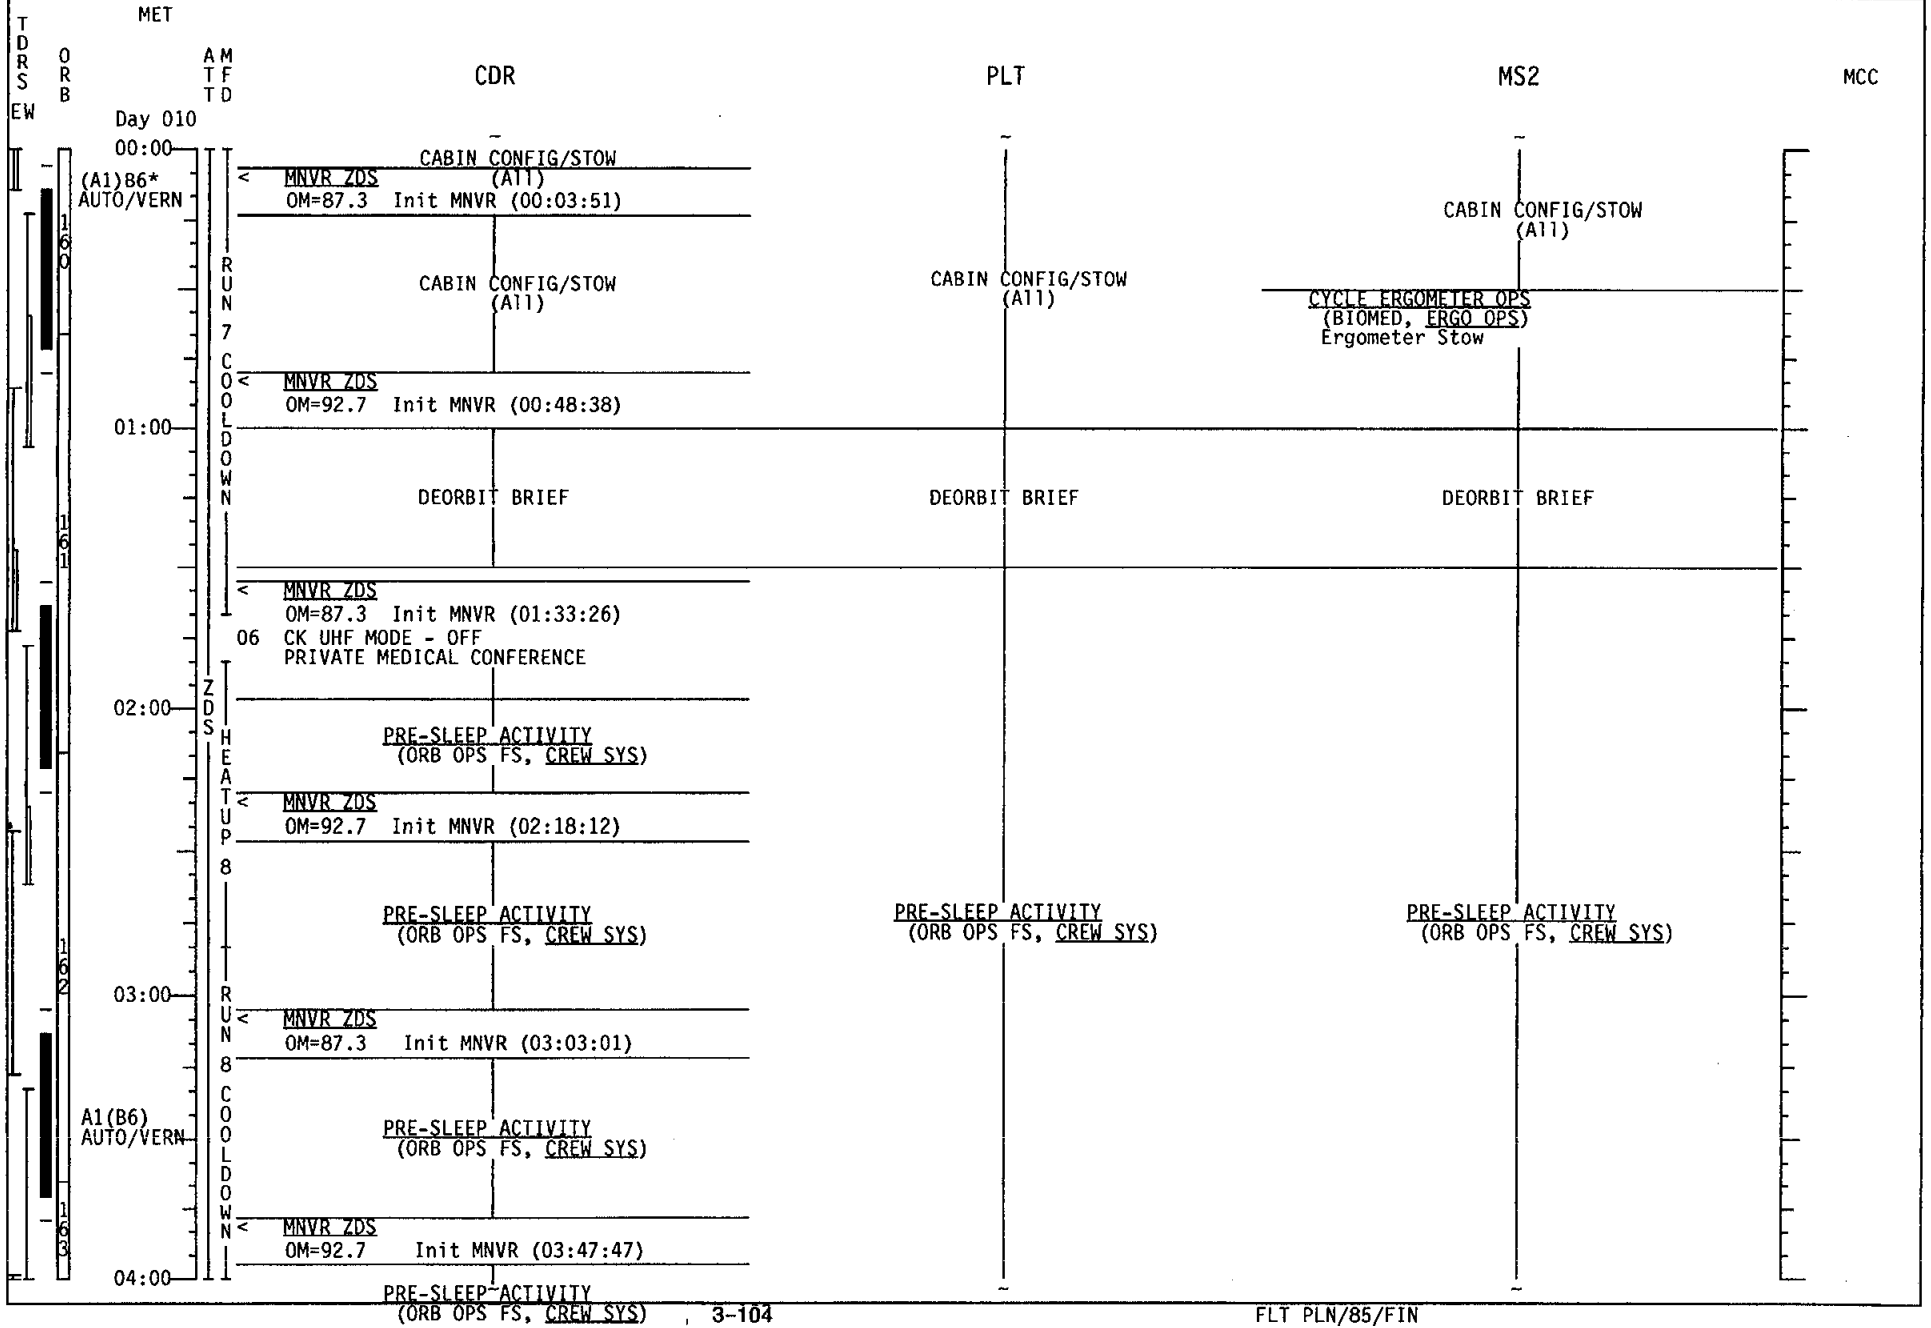 MET
TDRS
EW
ORB
ATT
MFD
CDR
PLT
MS2
MCC
Day 010
00:00
(A1)B6*
AUTO/VERN
160
RUN 7 COOLDOWN
CABIN CONFIG/STOW
(All)
< MNVR ZDS
OM=87.3 Init MNVR (00:03:51)
CABIN CONFIG/STOW
(All)
CABIN CONFIG/STOW
(All)
CABIN CONFIG/STOW
(All)
CYCLE ERGOMETER OPS
(BIOMED, ERGO OPS)
Ergometer Stow
< MNVR ZDS
OM=92.7 Init MNVR (00:48:38)
01:00
161
DEORBIT BRIEF
DEORBIT BRIEF
DEORBIT BRIEF
< MNVR ZDS
OM=87.3 Init MNVR (01:33:26)
06 CK UHF MODE - OFF
PRIVATE MEDICAL CONFERENCE
ZDS
02:00
HEATUP 8
PRE-SLEEP ACTIVITY
(ORB OPS FS, CREW SYS)
< MNVR ZDS
OM=92.7 Init MNVR (02:18:12)
PRE-SLEEP ACTIVITY
(ORB OPS FS, CREW SYS)
PRE-SLEEP ACTIVITY
(ORB OPS FS, CREW SYS)
PRE-SLEEP ACTIVITY
(ORB OPS FS, CREW SYS)
162
03:00
RUN 8 COOLDOWN
< MNVR ZDS
OM=87.3 Init MNVR (03:03:01)
A1(B6)
AUTO/VERN
PRE-SLEEP ACTIVITY
(ORB OPS FS, CREW SYS)
163
< MNVR ZDS
OM=92.7 Init MNVR (03:47:47)
04:00
PRE-SLEEP ACTIVITY
(ORB OPS FS, CREW SYS)
3-104
FLT PLN/85/FIN